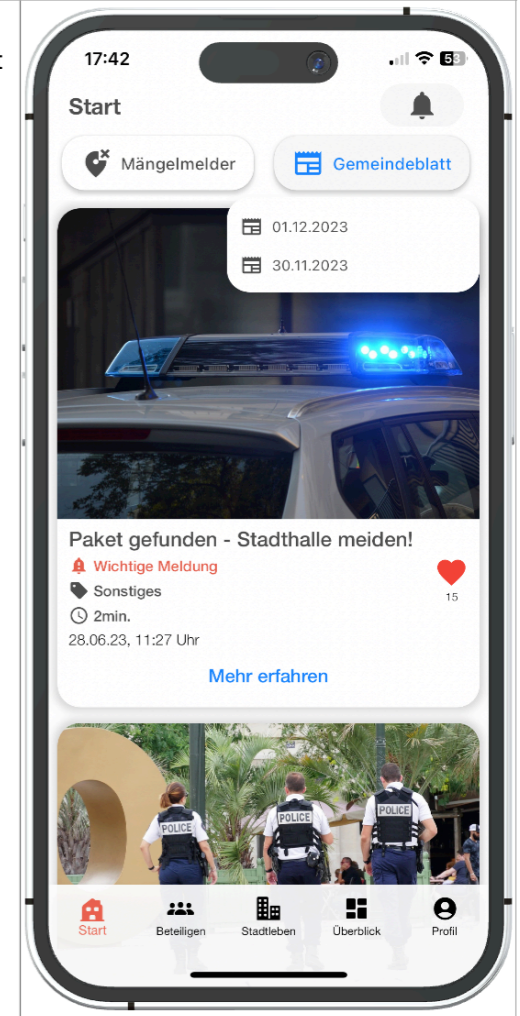 17:42
53
Start
Mängelmelder
Gemeindeblatt
01.12.2023
30.11.2023
Paket gefunden - Stadthalle meiden!
Wichtige Meldung
15
Sonstiges
2min.
28.06.23, 11:27 Uhr
Mehr erfahren
POLICE POLICE POLICE
Start Beteiligen Stadtleben Überblick Profil